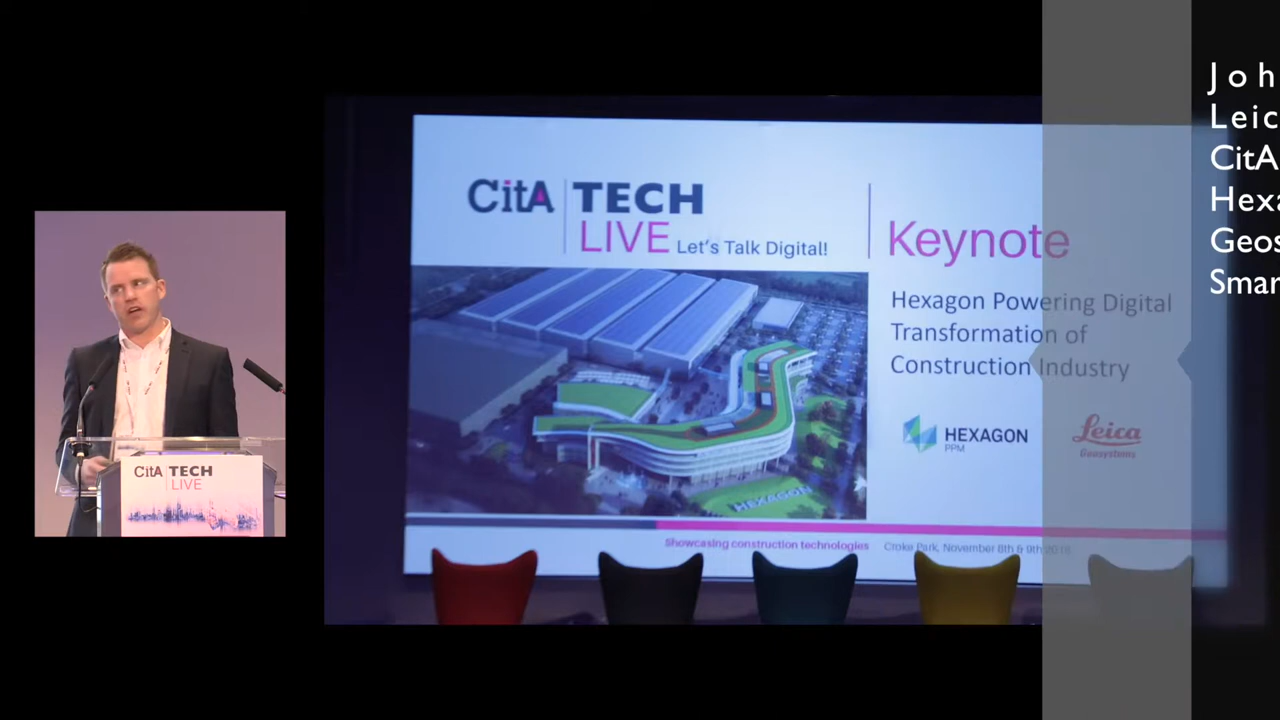 CitA TECH
LIVE Let's Talk Digital!
Keynote
Hexagon Powering Digital
Transformation of
Construction Industry
HEXAGON
PPM
Leica
Geosystems
HEXAGON
Showcasing construction technologies Croke Park, November 8th & 9th
CitA TECH
LIVE
Joh
Leic
CitA
Hexa
Geos
Smar